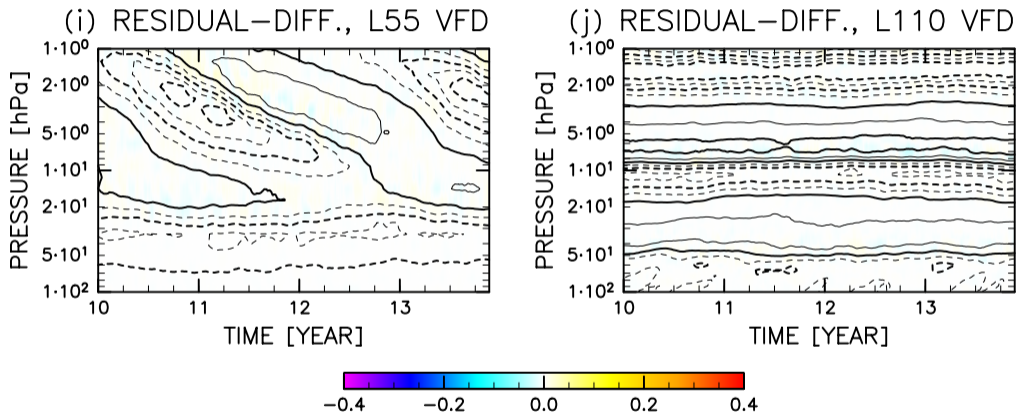 (i) RESIDUAL-DIFF., L55 VFD
(j) RESIDUAL-DIFF., L110 VFD
PRESSURE [hPa]
1·10⁰
2·10⁰
5·10⁰
1·10¹
2·10¹
5·10¹
1·10²
10 11 12 13
TIME [YEAR]
PRESSURE [hPa]
1·10⁰
2·10⁰
5·10⁰
1·10¹
2·10¹
5·10¹
1·10²
10 11 12 13
TIME [YEAR]
-0.4 -0.2 0.0 0.2 0.4